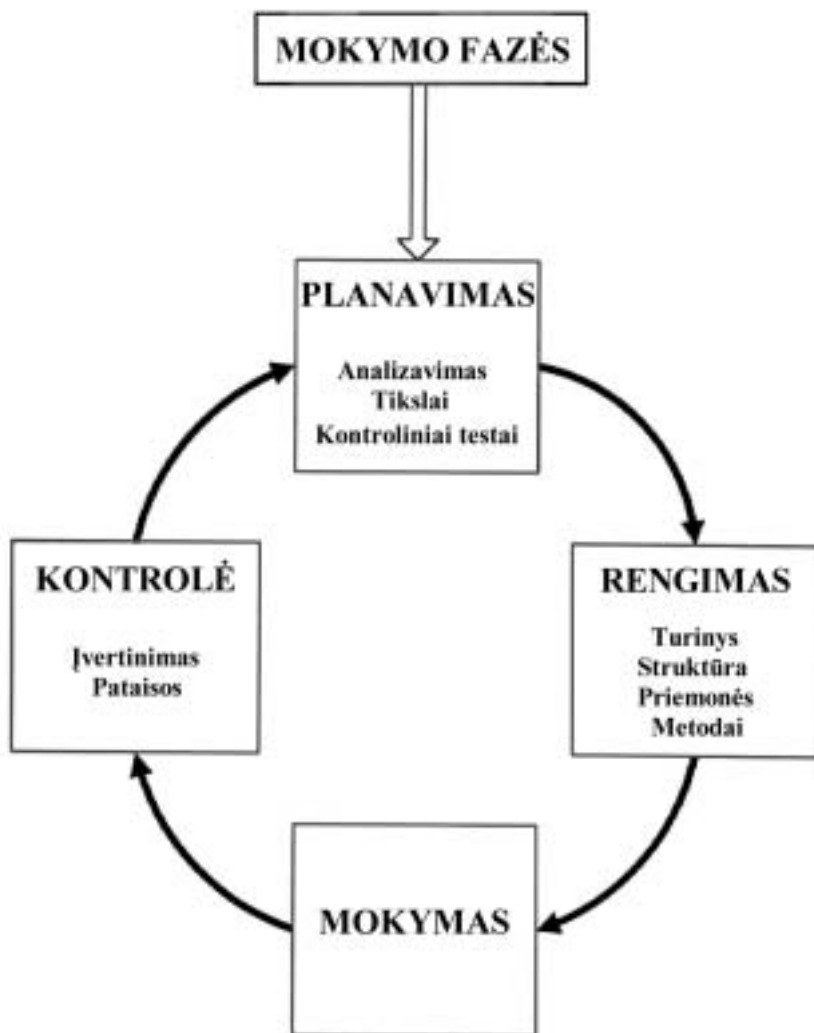 MOKYMO FAZĖS
PLANAVIMAS
Analizavimas
Tikslai
Kontroliniai testai
RENGIMAS
Turinys
Struktūra
Priemonės
Metodai
MOKYMAS
KONTROLĖ
Įvertinimas
Pataisos